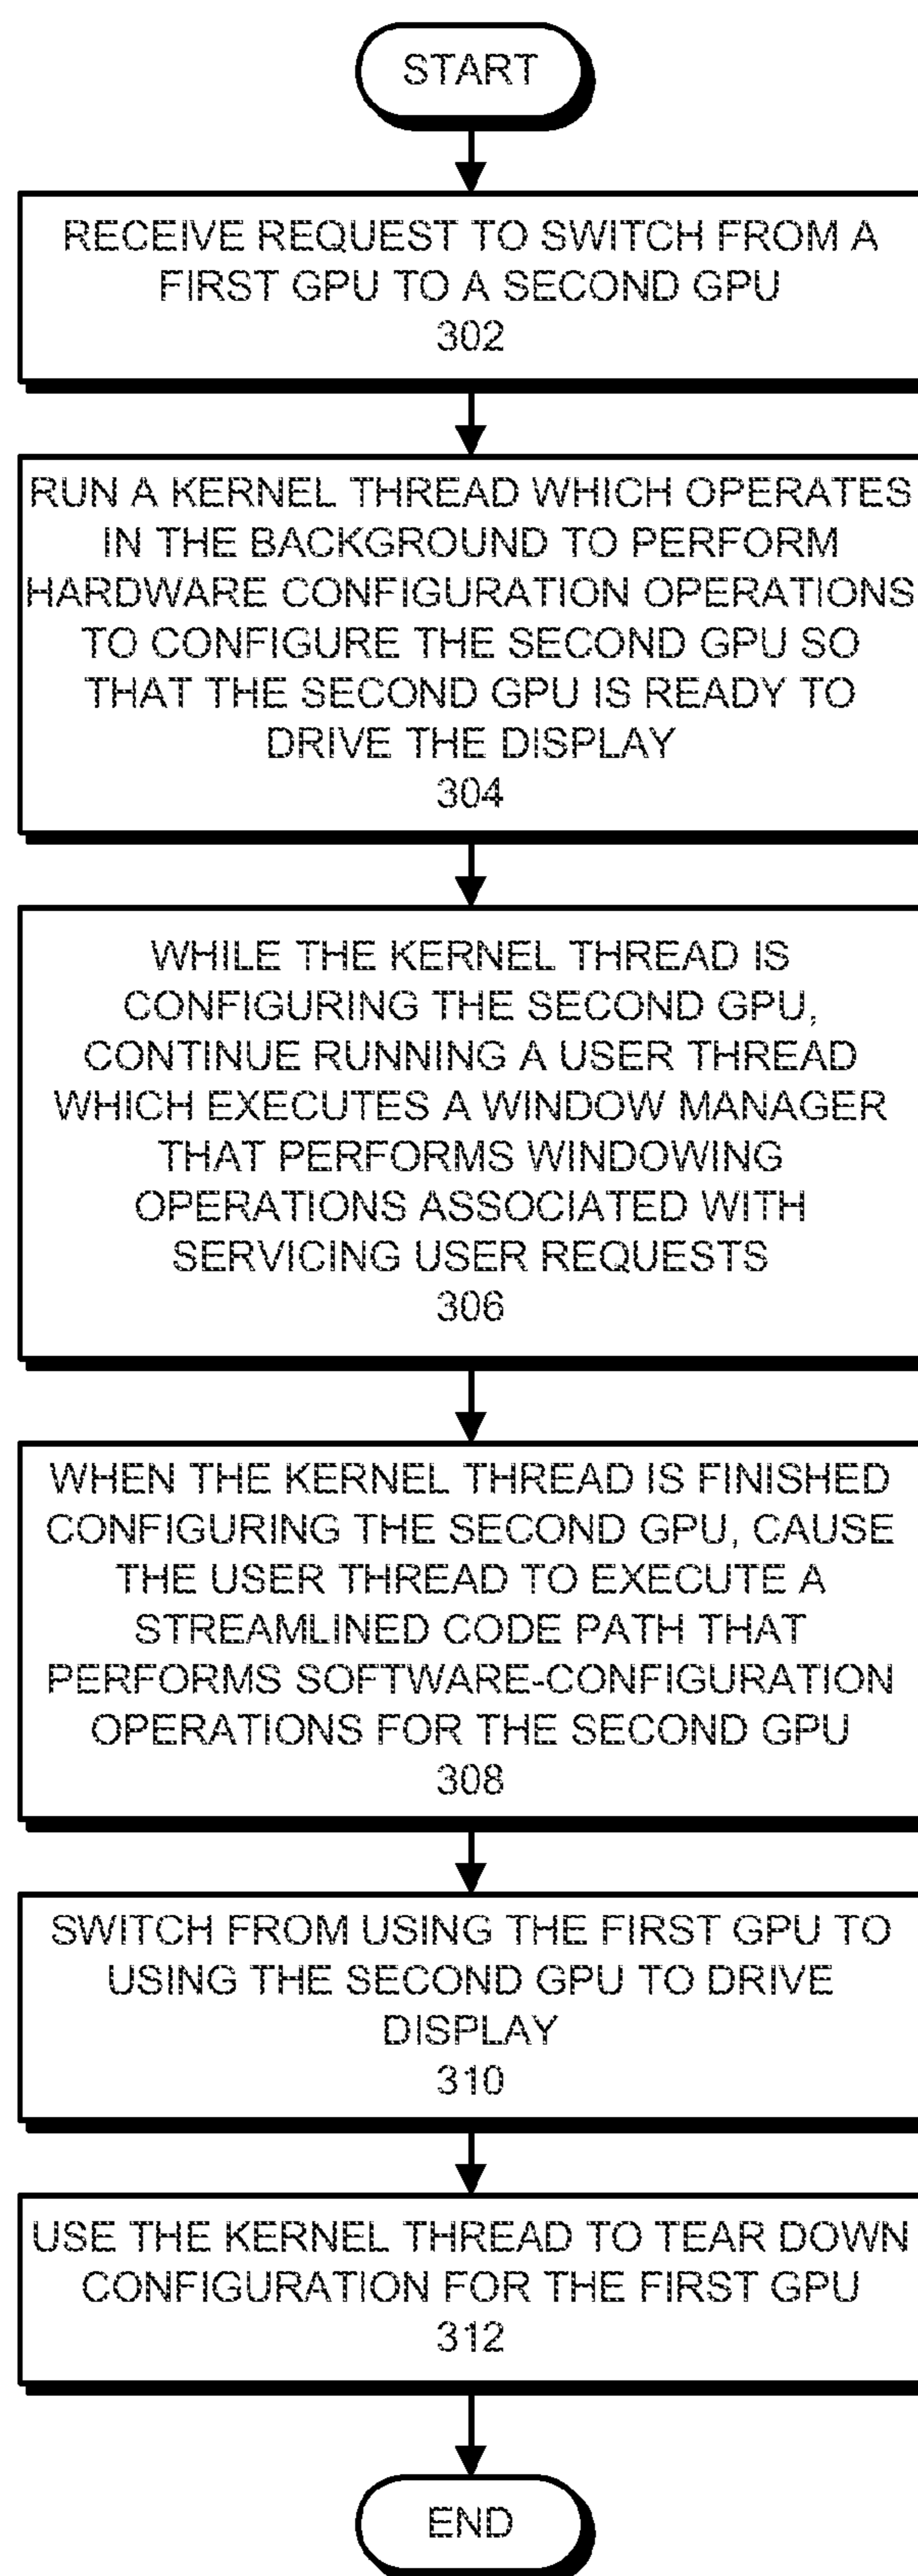 START
RECEIVE REQUEST TO SWITCH FROM A
FIRST GPU TO A SECOND GPU
302
RUN A KERNEL THREAD WHICH OPERATES
IN THE BACKGROUND TO PERFORM
HARDWARE CONFIGURATION OPERATIONS
TO CONFIGURE THE SECOND GPU SO
THAT THE SECOND GPU IS READY TO
DRIVE THE DISPLAY
304
WHILE THE KERNEL THREAD IS
CONFIGURING THE SECOND GPU,
CONTINUE RUNNING A USER THREAD
WHICH EXECUTES A WINDOW MANAGER
THAT PERFORMS WINDOWING
OPERATIONS ASSOCIATED WITH
SERVICING USER REQUESTS
306
WHEN THE KERNEL THREAD IS FINISHED
CONFIGURING THE SECOND GPU, CAUSE
THE USER THREAD TO EXECUTE A
STREAMLINED CODE PATH THAT
PERFORMS SOFTWARE-CONFIGURATION
OPERATIONS FOR THE SECOND GPU
308
SWITCH FROM USING THE FIRST GPU TO
USING THE SECOND GPU TO DRIVE
DISPLAY
310
USE THE KERNEL THREAD TO TEAR DOWN
CONFIGURATION FOR THE FIRST GPU
312
END